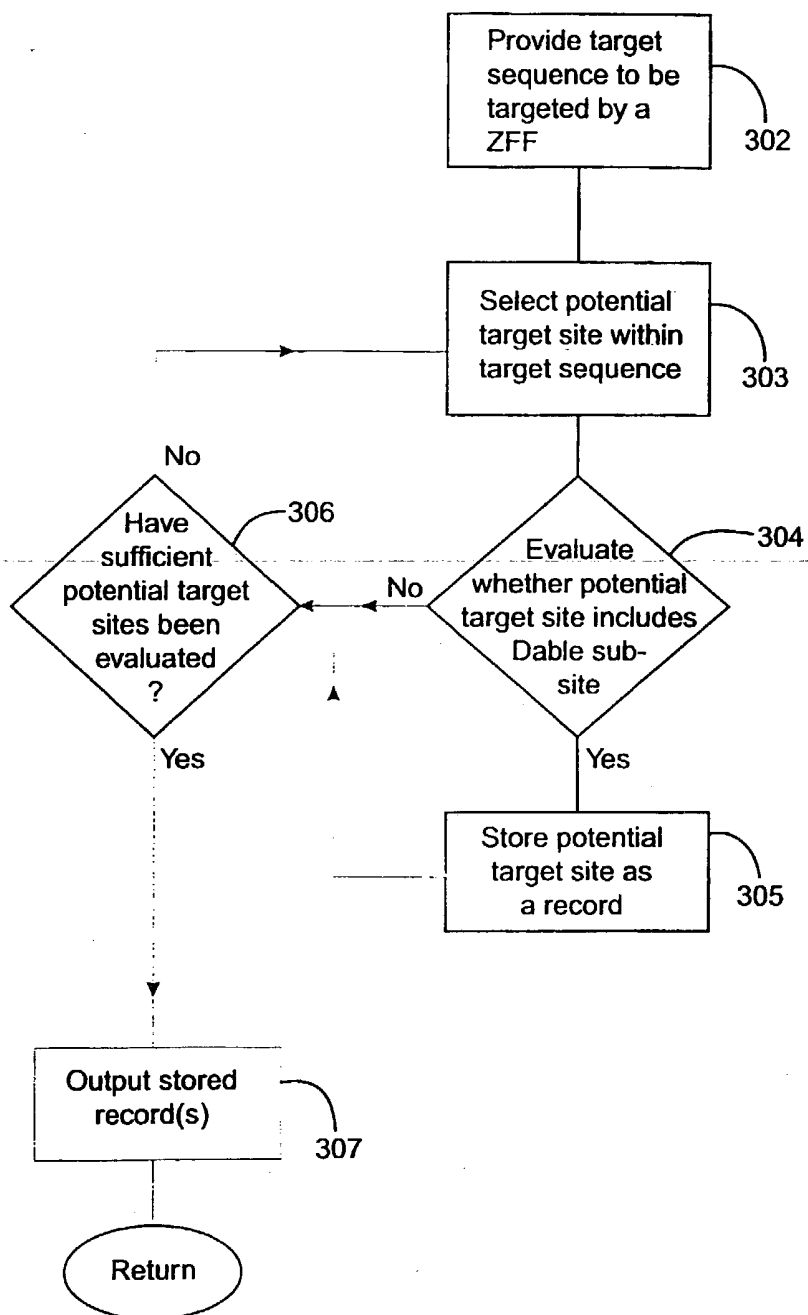 Provide target
sequence to be
targeted by a
ZFF
302
Select potential
target site within
target sequence
303
No
Have
sufficient
potential target
sites been
evaluated
?
306
Yes
No
Evaluate
whether potential
target site includes
Dable sub-
site
304
Yes
Store potential
target site as
a record
305
Output stored
record(s)
307
Return